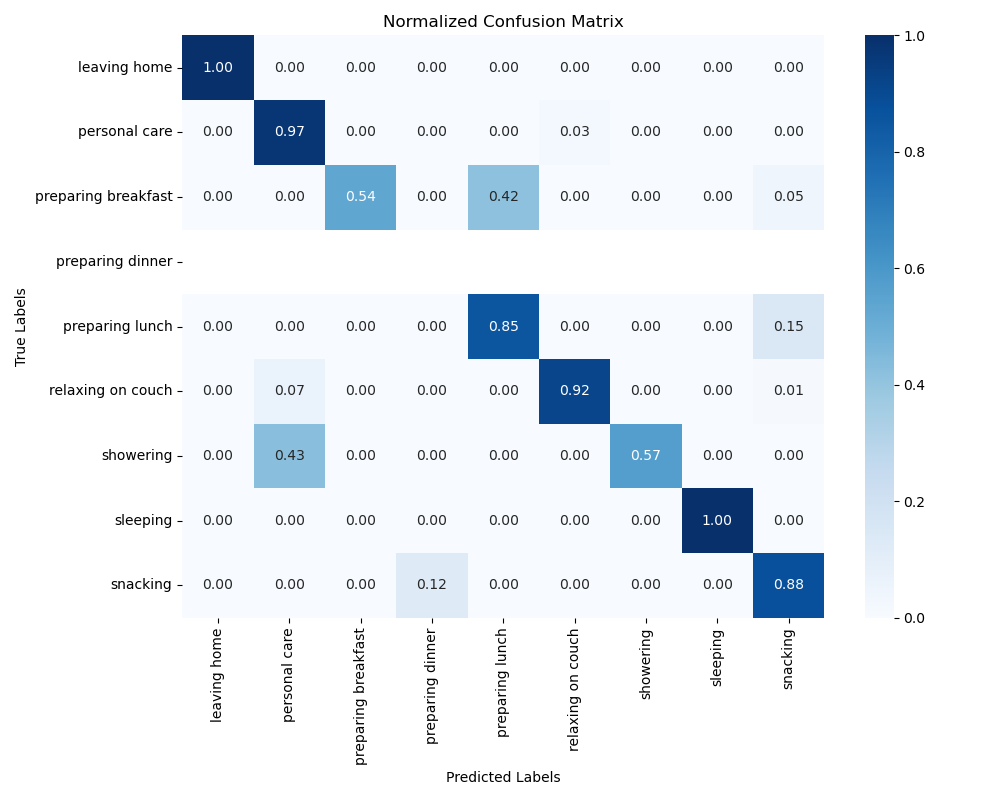 Normalized Confusion Matrix
leaving home 1.00 0.00 0.00 0.00 0.00 0.00 0.00 0.00 0.00
personal care 0.00 0.97 0.00 0.00 0.00 0.03 0.00 0.00 0.00
preparing breakfast 0.00 0.00 0.54 0.00 0.42 0.00 0.00 0.00 0.05
preparing dinner
preparing lunch 0.00 0.00 0.00 0.00 0.85 0.00 0.00 0.00 0.15
relaxing on couch 0.00 0.07 0.00 0.00 0.00 0.92 0.00 0.00 0.01
showering 0.00 0.43 0.00 0.00 0.00 0.00 0.57 0.00 0.00
sleeping 0.00 0.00 0.00 0.00 0.00 0.00 0.00 1.00 0.00
snacking 0.00 0.00 0.00 0.12 0.00 0.00 0.00 0.00 0.88
True Labels
leaving home
personal care
preparing breakfast
preparing dinner
preparing lunch
relaxing on couch
showering
sleeping
snacking
Predicted Labels
1.0
0.8
0.6
0.4
0.2
0.0